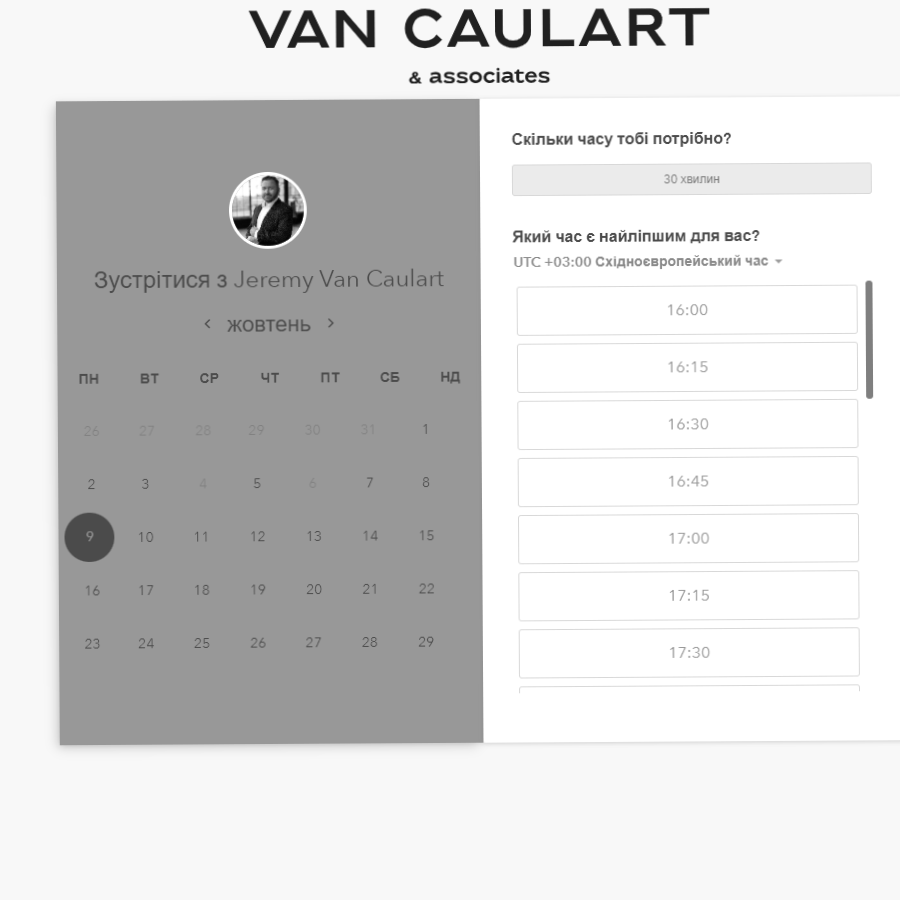 VAN CAULART
& associates
Зустрітися з Jeremy Van Caulart
жовтень
ПН ВТ СР ЧТ ПТ СБ НД
26 27 28 29 30 31 1
2 3 4 5 6 7 8
9 10 11 12 13 14 15
16 17 18 19 20 21 22
23 24 25 26 27 28 29
Скільки часу тобі потрібно?
30 хвилин
Який час є найліпшим для вас?
UTC +03:00 Східноєвропейський час
16:00
16:15
16:30
16:45
17:00
17:15
17:30